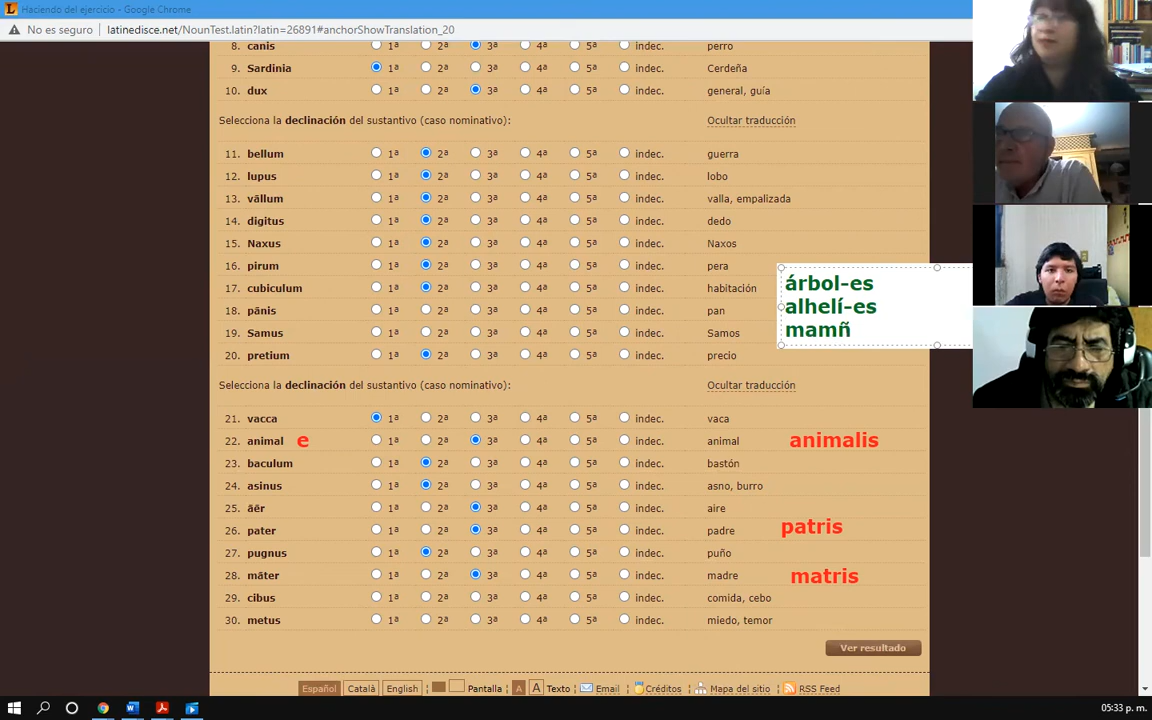 Haciendo del ejercicio - Google Chrome
No es seguro | latinedisce.net/NounTest.latin?latin=26891#anchorShowTranslation_20
8. canis 1ª 2ª 3ª 4ª 5ª indec. perro
9. Sardinia 1ª 2ª 3ª 4ª 5ª indec. Cerdeña
10. dux 1ª 2ª 3ª 4ª 5ª indec. general, guía
Selecciona la declinación del sustantivo (caso nominativo): Ocultar traducción
11. bellum 1ª 2ª 3ª 4ª 5ª indec. guerra
12. lupus 1ª 2ª 3ª 4ª 5ª indec. lobo
13. vāllum 1ª 2ª 3ª 4ª 5ª indec. valla, empalizada
14. digitus 1ª 2ª 3ª 4ª 5ª indec. dedo
15. Naxus 1ª 2ª 3ª 4ª 5ª indec. Naxos
16. pirum 1ª 2ª 3ª 4ª 5ª indec. pera
17. cubiculum 1ª 2ª 3ª 4ª 5ª indec. habitación
18. pānis 1ª 2ª 3ª 4ª 5ª indec. pan
19. Samus 1ª 2ª 3ª 4ª 5ª indec. Samos
20. pretium 1ª 2ª 3ª 4ª 5ª indec. precio
árbol-es
alhelí-es
mamñ
Selecciona la declinación del sustantivo (caso nominativo): Ocultar traducción
21. vacca 1ª 2ª 3ª 4ª 5ª indec. vaca
22. animal e 1ª 2ª 3ª 4ª 5ª indec. animal animalis
23. baculum 1ª 2ª 3ª 4ª 5ª indec. bastón
24. asinus 1ª 2ª 3ª 4ª 5ª indec. asno, burro
25. āēr 1ª 2ª 3ª 4ª 5ª indec. aire
26. pater 1ª 2ª 3ª 4ª 5ª indec. padre patris
27. pugnus 1ª 2ª 3ª 4ª 5ª indec. puño
28. māter 1ª 2ª 3ª 4ª 5ª indec. madre matris
29. cibus 1ª 2ª 3ª 4ª 5ª indec. comida, cebo
30. metus 1ª 2ª 3ª 4ª 5ª indec. miedo, temor
Ver resultado
Español Català English Pantalla A A Texto Email Créditos Mapa del sitio RSS Feed
05:33 p. m.